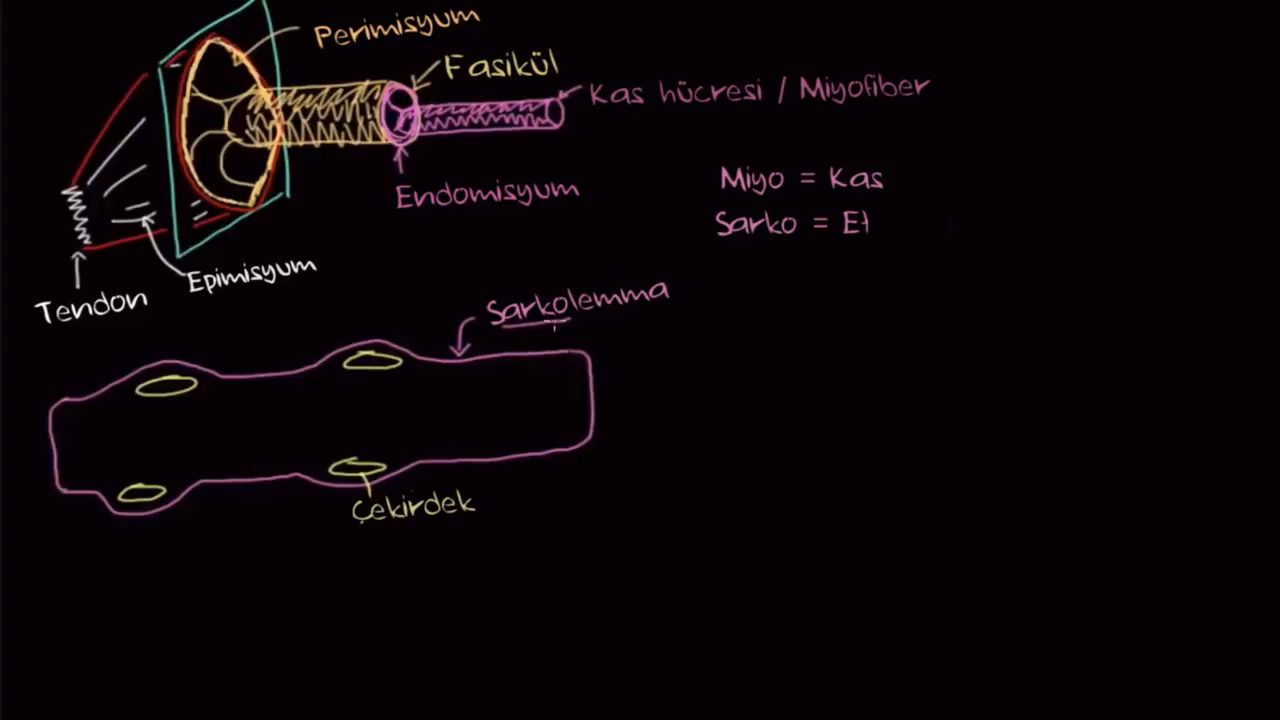 Perimisyum
Fasikül
Kas hücresi / Miyofiber
Endomisyum
Miyo = Kas
Sarko = Et
Epimisyum
Tendon
Sarkolemma
Çekirdek